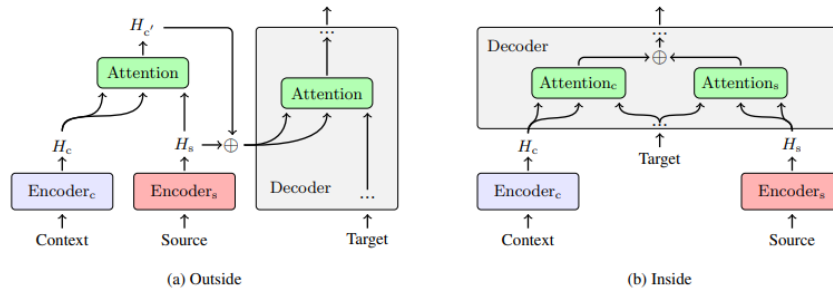 H_c'
...
Decoder
Attention
Attention
H_c
H_s
⊕
Encoder_c
Encoder_s
Decoder
...
Context
Source
Target
(a) Outside
...
⊕
Attention_c
Attention_s
...
H_c
Target
H_s
Encoder_c
Encoder_s
Context
Source
(b) Inside